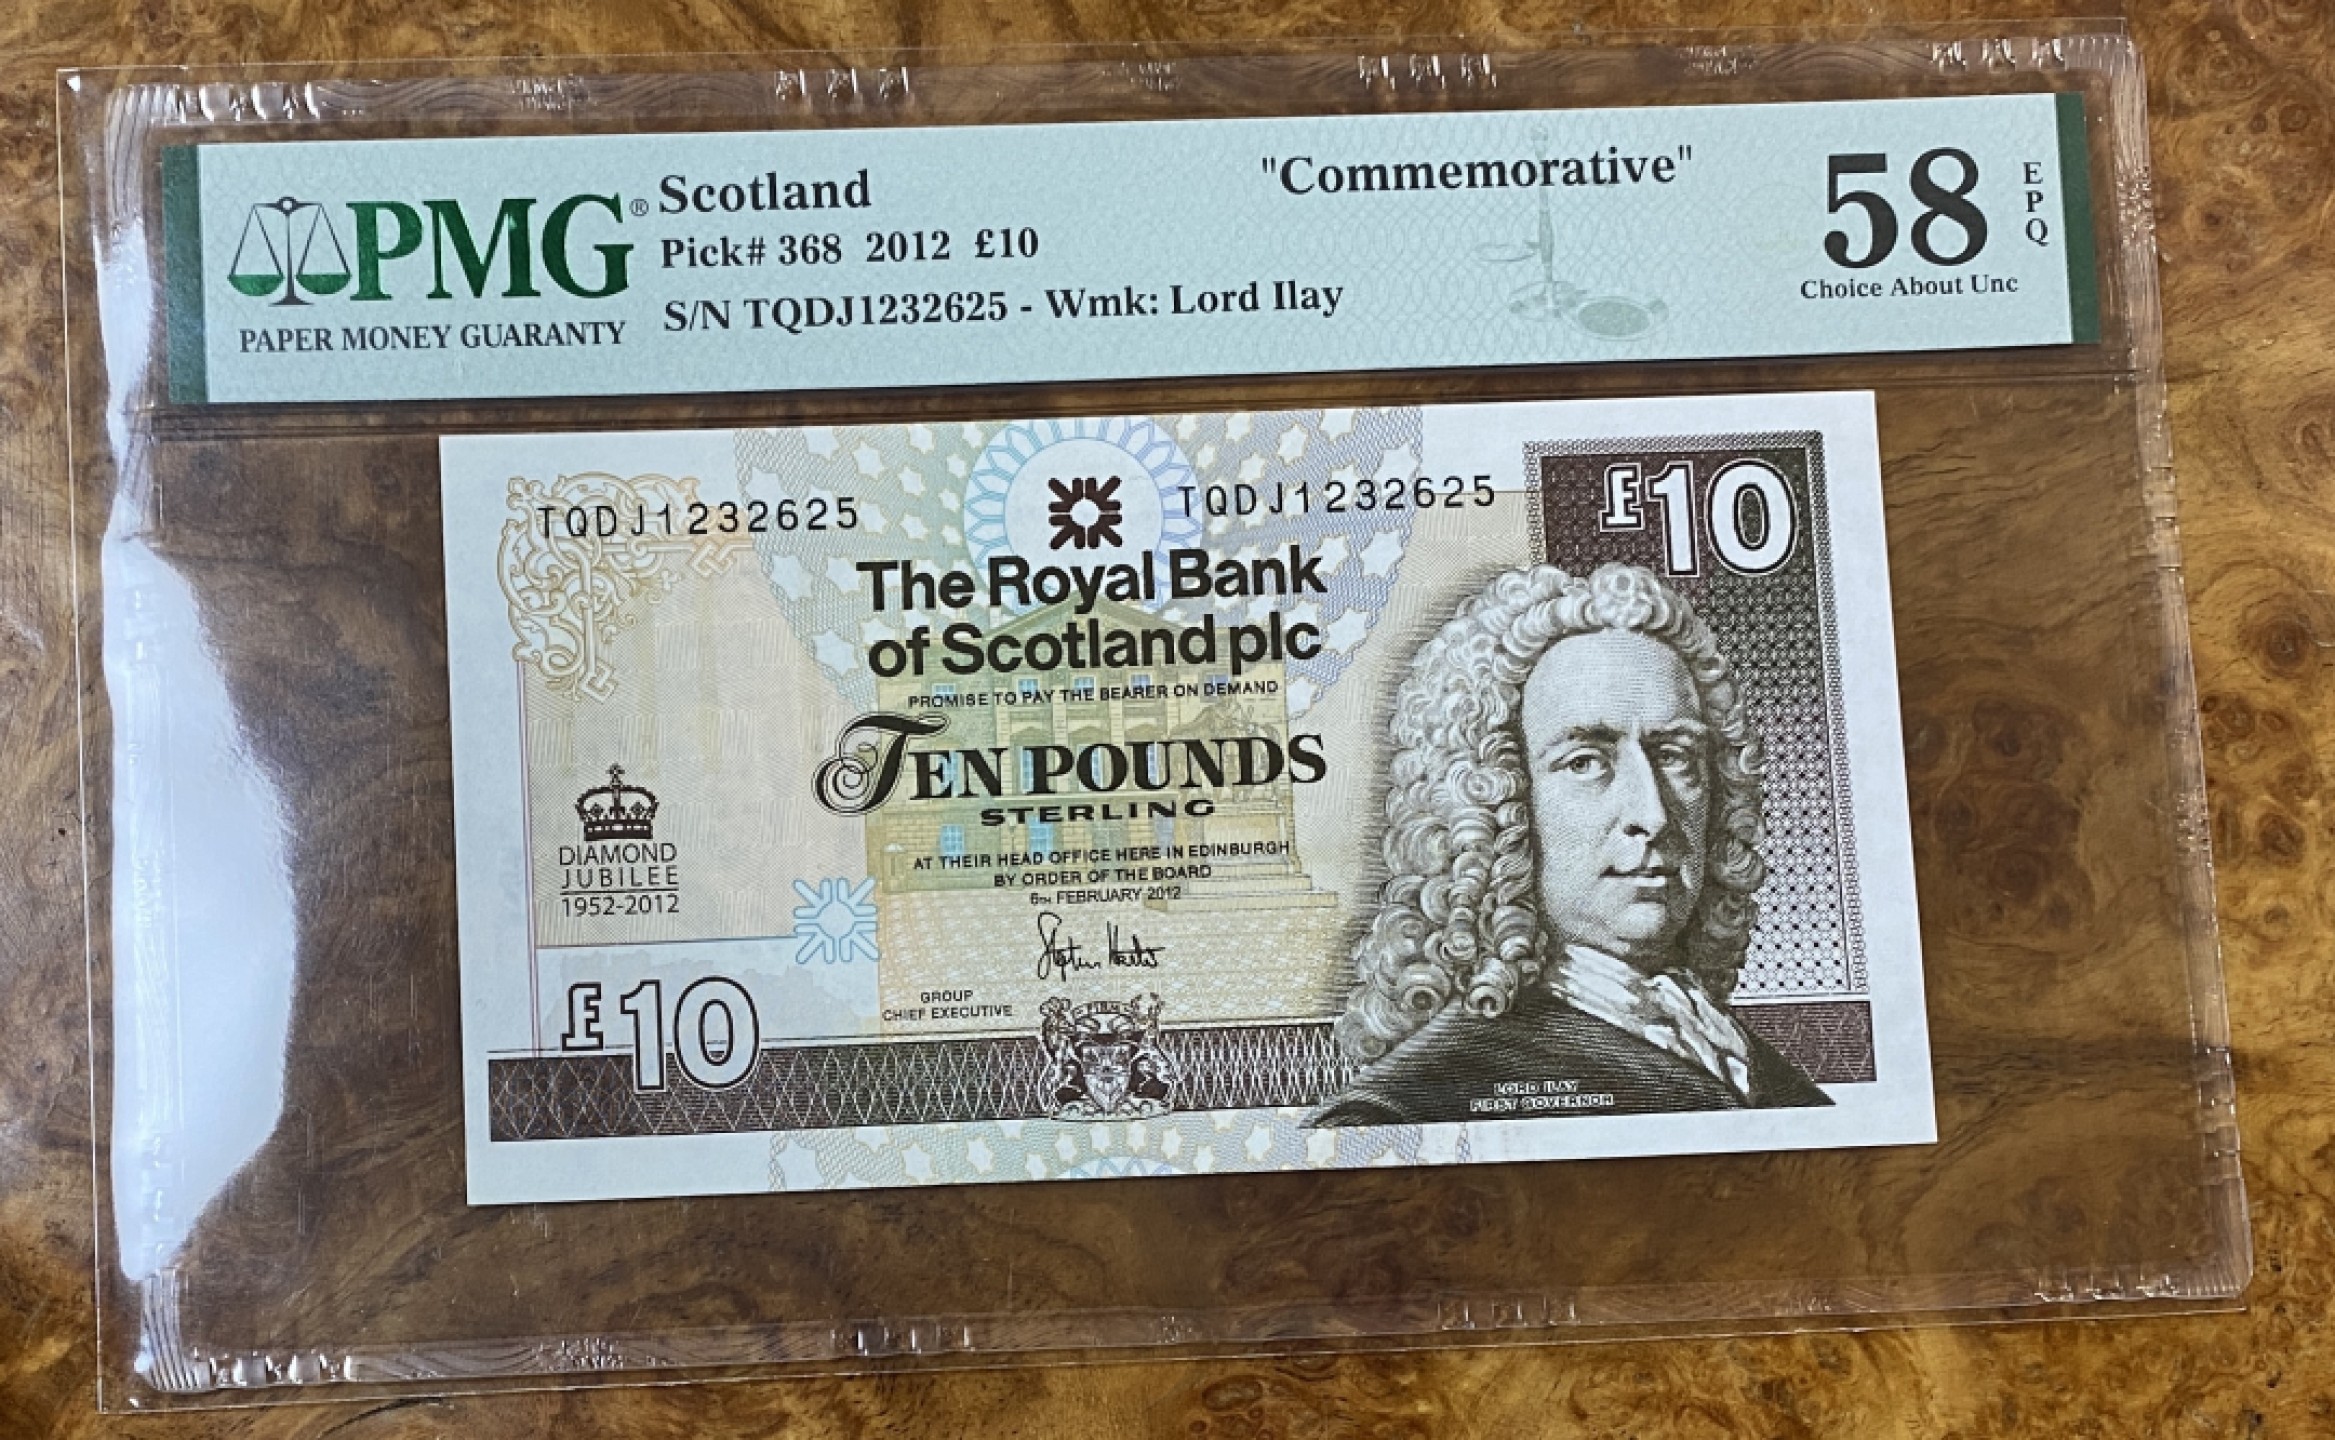 PMG®
PAPER MONEY GUARANTY
Scotland
Pick# 368 2012 £10
S/N TQDJ1232625 - Wmk: Lord Ilay
"Commemorative"
58
EPQ
Choice About Unc
TQDJ1232625
TQDJ1232625
£10
The Royal Bank
of Scotland plc
PROMISE TO PAY THE BEARER ON DEMAND
TEN POUNDS
STERLING
AT THEIR HEAD OFFICE HERE IN EDINBURGH
BY ORDER OF THE BOARD
6TH FEBRUARY 2012
DIAMOND
JUBILEE
1952-2012
GROUP
CHIEF EXECUTIVE
£10
FIRM
LORD ILAY
FIRST GOVERNOR